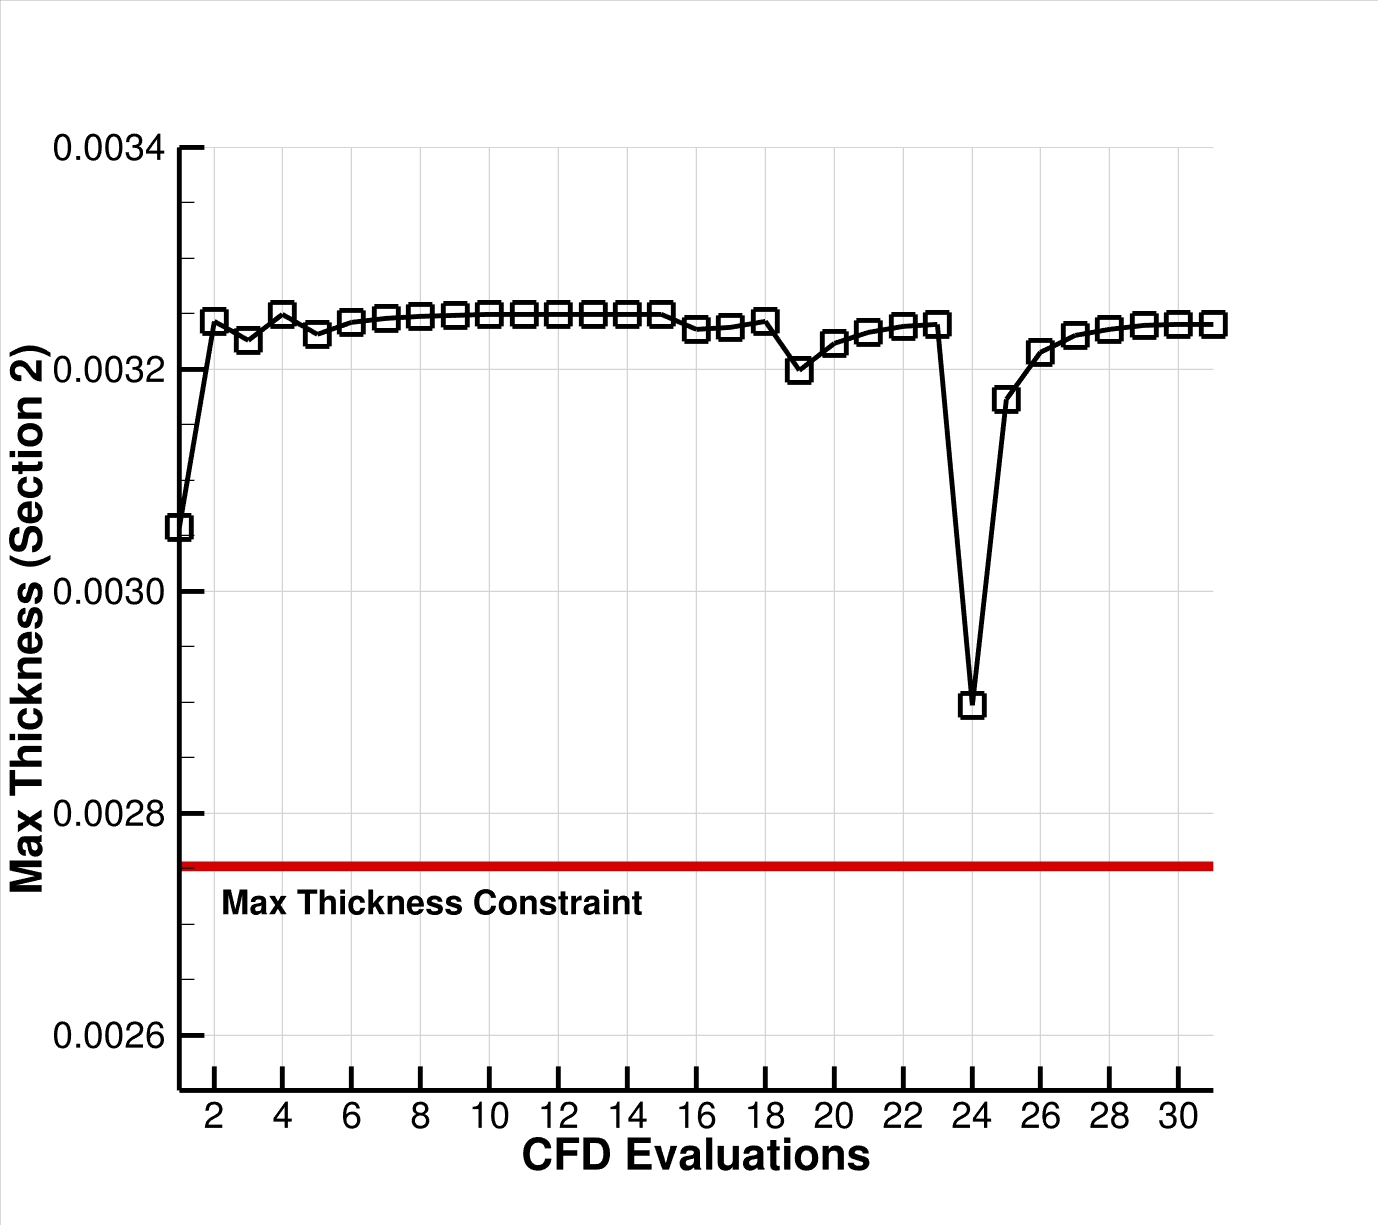 0.0034
0.0032
0.0030
0.0028
0.0026
Max Thickness (Section 2)
Max Thickness Constraint
2 4 6 8 10 12 14 16 18 20 22 24 26 28 30
CFD Evaluations